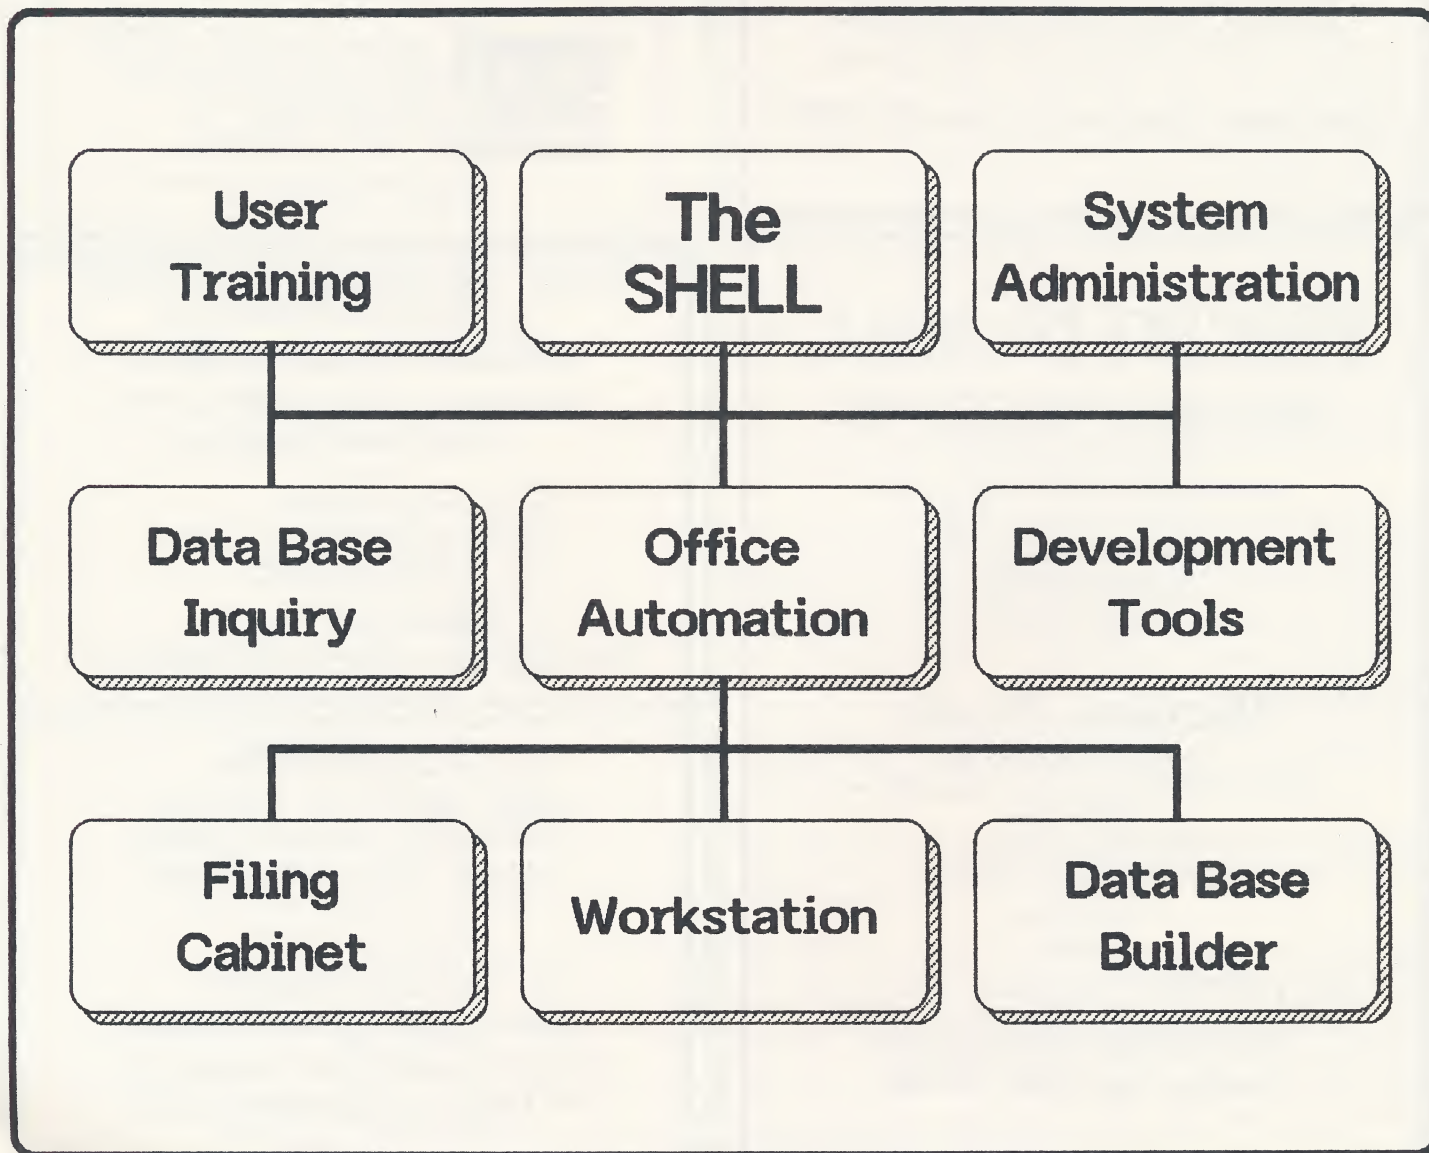 User
Training
The
SHELL
System
Administration
Data Base
Inquiry
Office
Automation
Development
Tools
Filing
Cabinet
Workstation
Data Base
Builder